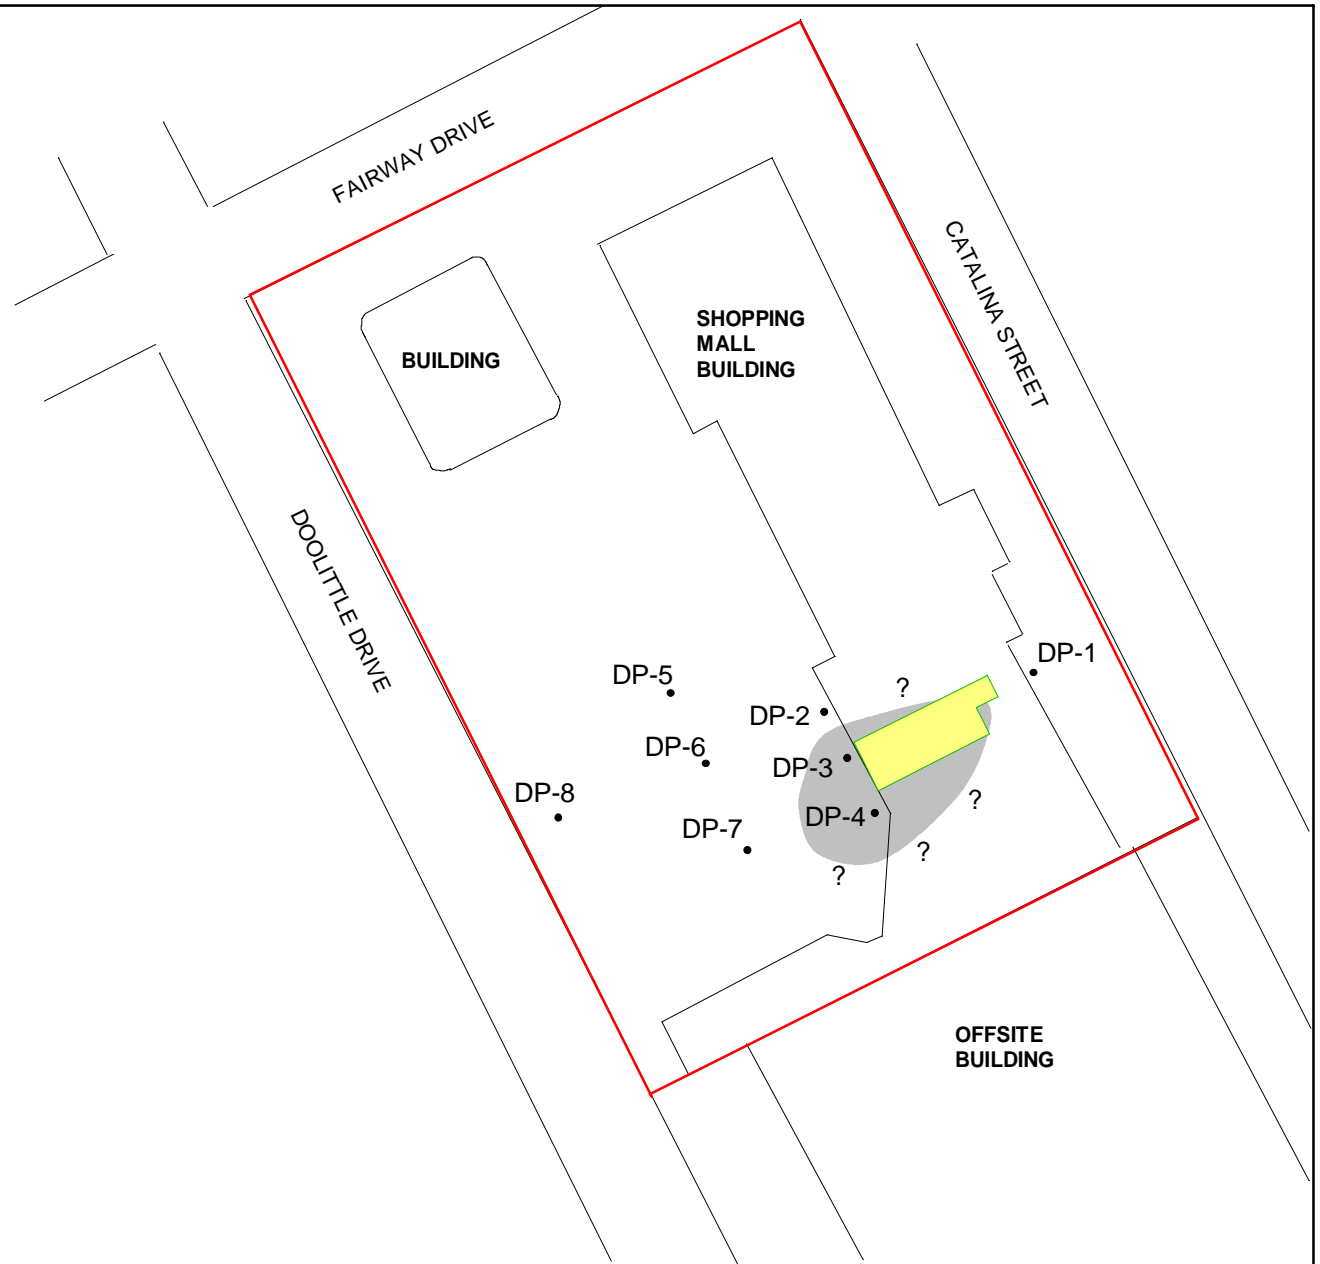 FAIRWAY DRIVE
CATALINA STREET
SHOPPING
MALL
BUILDING
BUILDING
DOOLITTLE DRIVE
DP-1
DP-5
?
DP-2
DP-6
DP-3
DP-8
?
DP-4
DP-7
?
?
OFFSITE
BUILDING